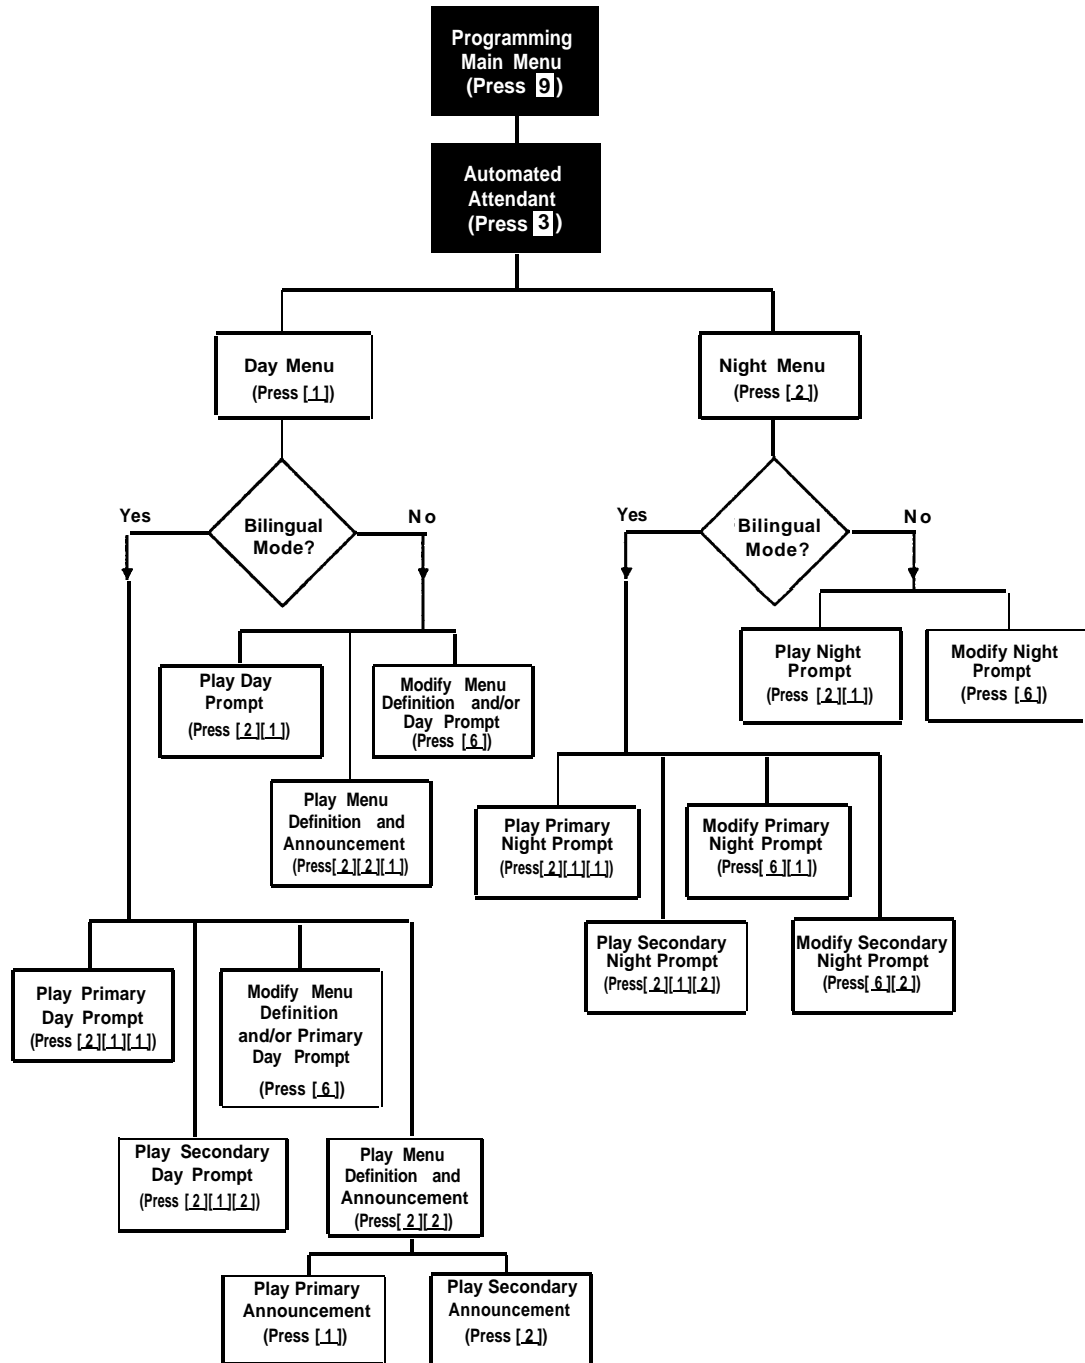 Programming
Main Menu
(Press 9)
Automated
Attendant
(Press 3)
Day Menu
(Press [ 1 ])
Night Menu
(Press [ 2 ])
Yes
Bilingual
Mode?
No
Yes
Bilingual
Mode?
No
Play Day
Prompt
(Press [ 2 ][ 1 ])
Modify Menu
Definition and/or
Day Prompt
(Press [ 6 ])
Play Night
Prompt
(Press [ 2 ][ 1 ])
Modify Night
Prompt
(Press [ 6 ])
Play Menu
Definition and
Announcement
(Press[ 2 ][ 2 ][ 1 ])
Play Primary
Night Prompt
(Press[ 2 ][ 1 ][ 1 ])
Modify Primary
Night Prompt
(Press[ 6 ][ 1 ])
Play Secondary
Night Prompt
(Press[ 2 ][ 1 ][ 2 ])
Modify Secondary
Night Prompt
(Press[ 6 ][ 2 ])
Play Primary
Day Prompt
(Press [ 2 ][ 1 ][ 1 ])
Modify Menu
Definition
and/or Primary
Day Prompt
(Press [ 6 ])
Play Secondary
Day Prompt
(Press [ 2 ][ 1 ][ 2 ])
Play Menu
Definition and
Announcement
(Press[ 2 ][ 2 ])
Play Primary
Announcement
(Press [ 1 ])
Play Secondary
Announcement
(Press [ 2 ])